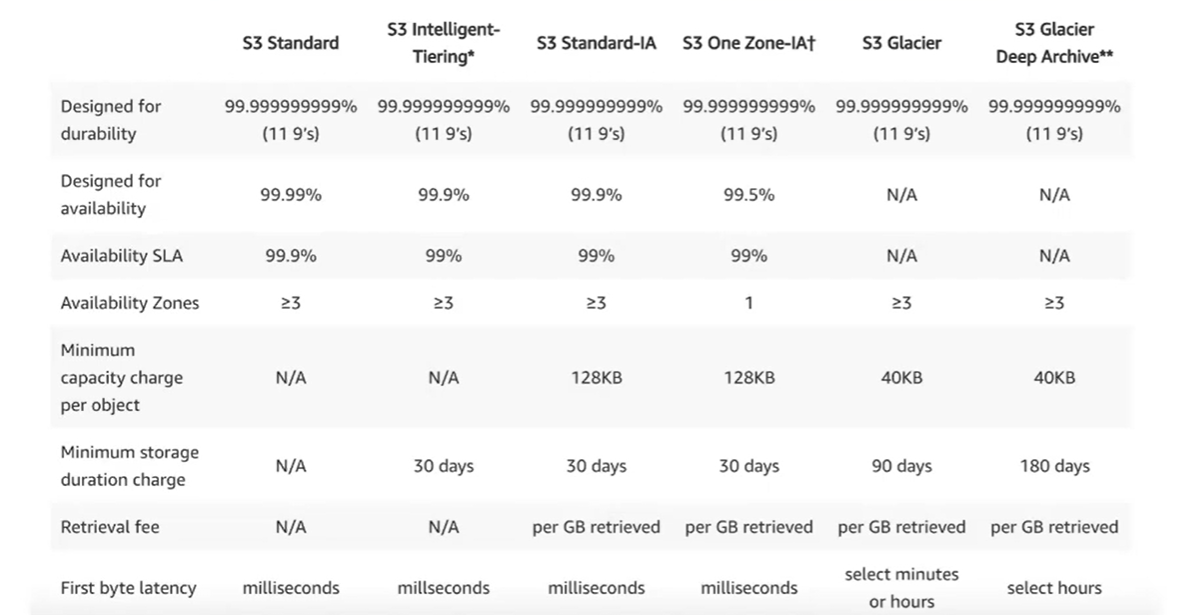 S3 Standard S3 Intelligent-Tiering* S3 Standard-IA S3 One Zone-IA† S3 Glacier S3 Glacier Deep Archive**
Designed for durability 99.999999999% (11 9's) 99.999999999% (11 9's) 99.999999999% (11 9's) 99.999999999% (11 9's) 99.999999999% (11 9's) 99.999999999% (11 9's)
Designed for availability 99.99% 99.9% 99.9% 99.5% N/A N/A
Availability SLA 99.9% 99% 99% 99% N/A N/A
Availability Zones ≥3 ≥3 ≥3 1 ≥3 ≥3
Minimum capacity charge per object N/A N/A 128KB 128KB 40KB 40KB
Minimum storage duration charge N/A 30 days 30 days 30 days 90 days 180 days
Retrieval fee N/A N/A per GB retrieved per GB retrieved per GB retrieved per GB retrieved
First byte latency milliseconds millseconds milliseconds milliseconds select minutes or hours select hours